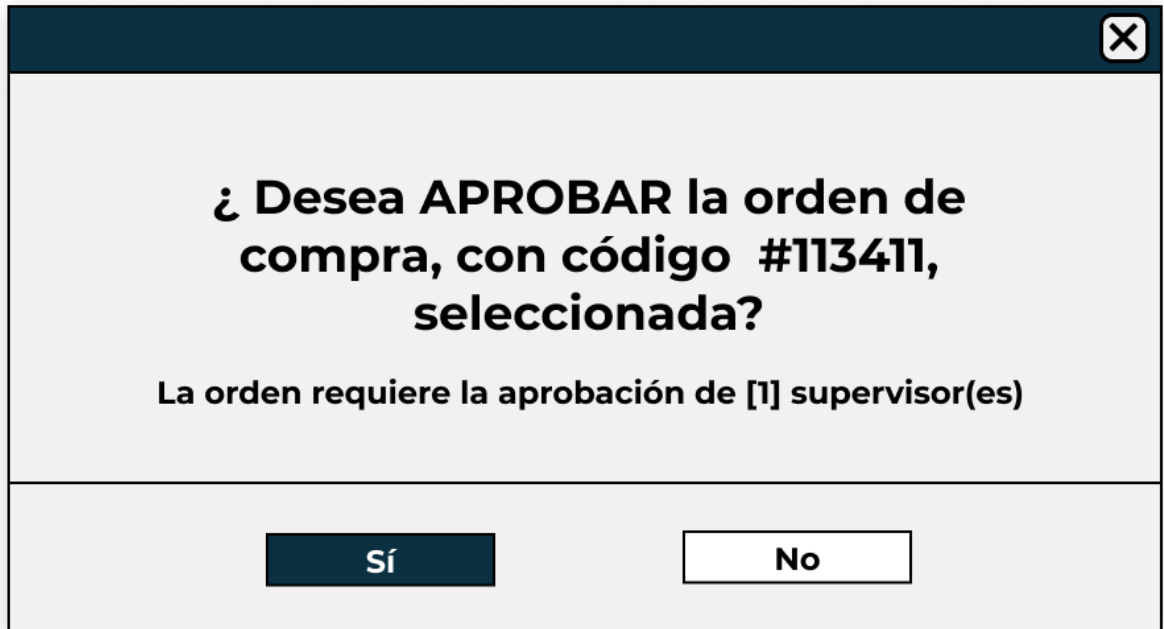 ¿ Desea APROBAR la orden de
compra, con código  #113411,
seleccionada?
La orden requiere la aprobación de [1] supervisor(es)
Sí
No